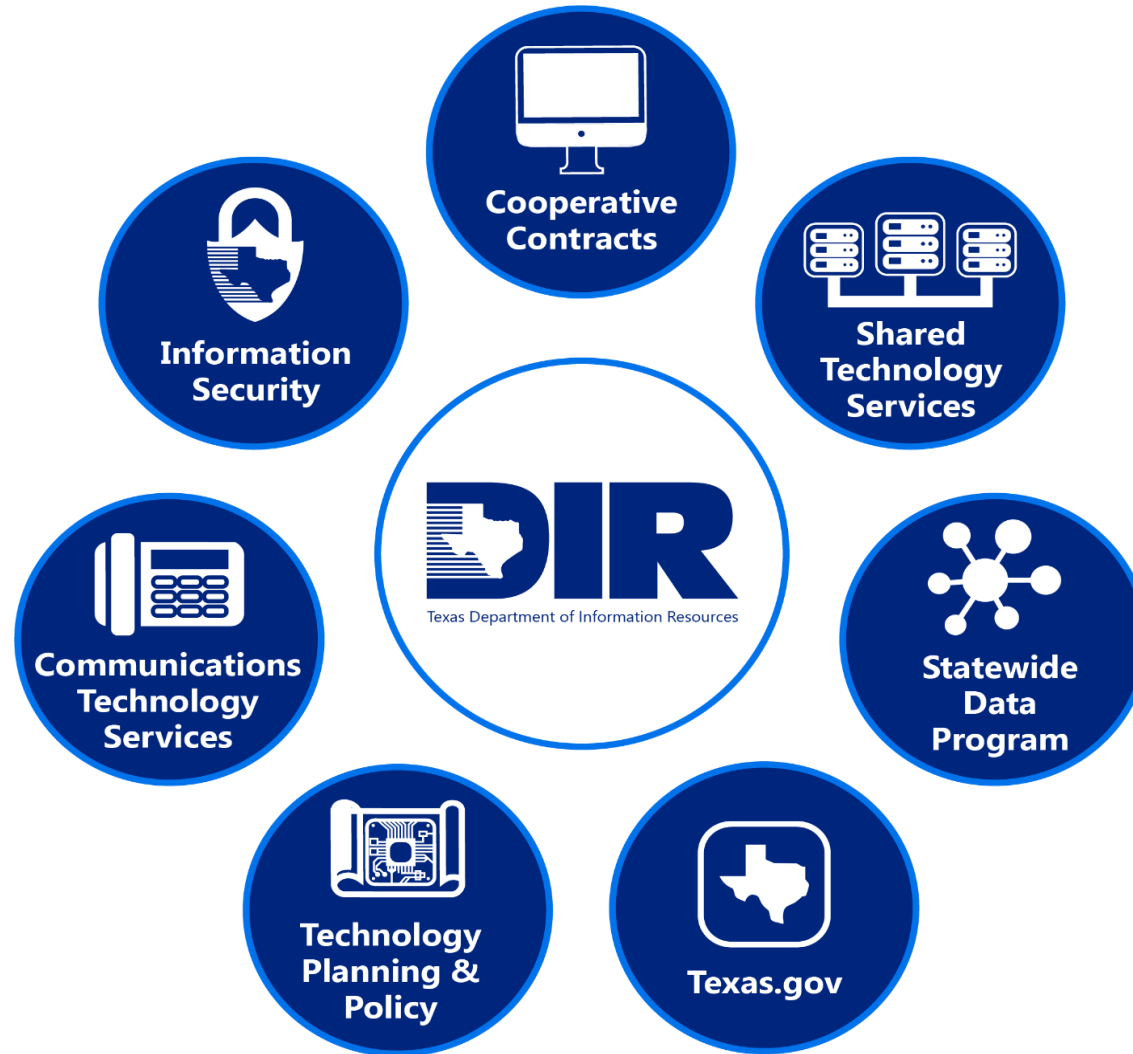 Cooperative
Contracts
Shared
Technology
Services
Statewide
Data
Program
Texas.gov
Technology
Planning &
Policy
Communications
Technology
Services
Information
Security
DIR
Texas Department of Information Resources